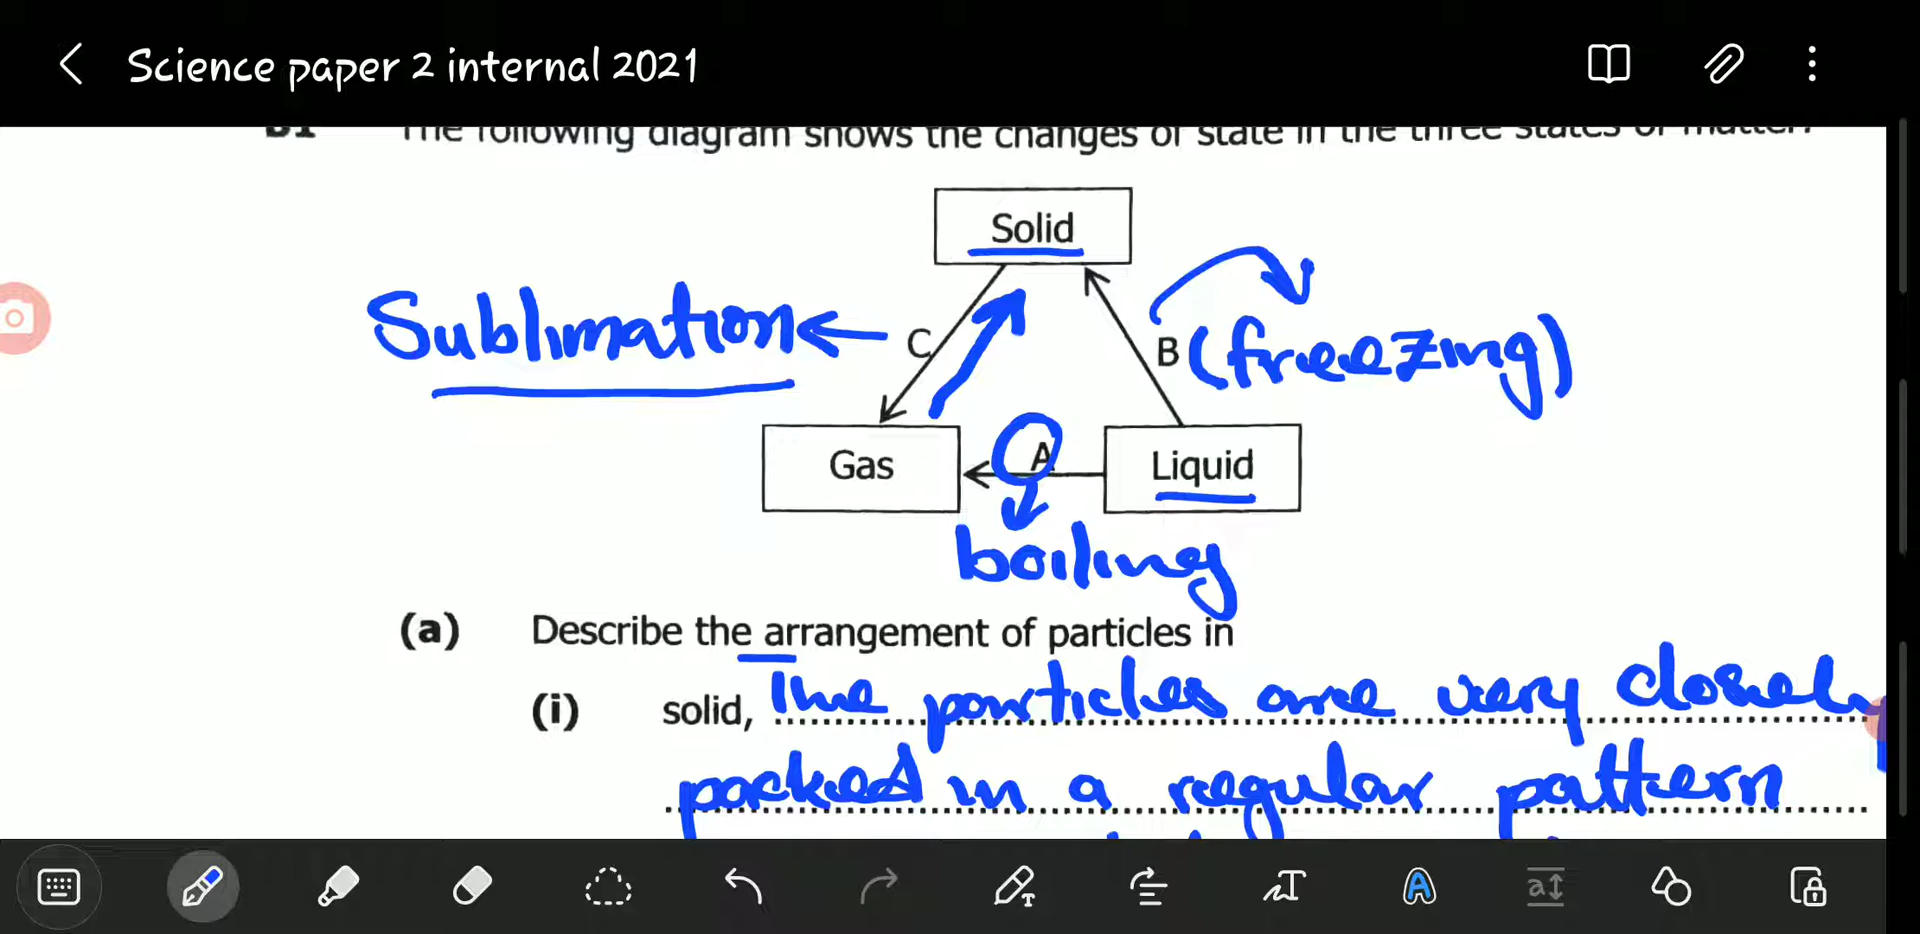 Science paper 2 internal 2021
B1 The following diagram shows the changes of state in the three states of matter.
Solid
Sublimation
C
B (freezing)
Gas
A
Liquid
boiling
(a) Describe the arrangement of particles in
(i) solid, The particles are very closely
packed in a regular pattern